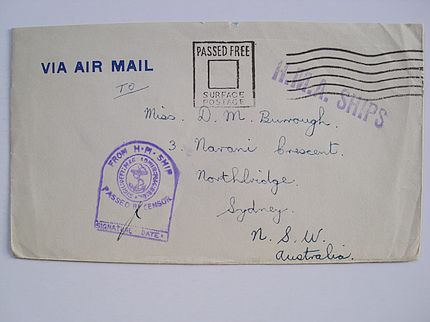 PASSED FREE
SURFACE
POSTAGE
H.M.A. SHIPS
VIA AIR MAIL
TO
Miss. D. M. Burrough.
3. Narani Crescent.
Northbridge.
Sydney.
N. S. W.
Australia.
FROM H.M. SHIP
PASSED BY CENSOR
SIGNATURE DATE